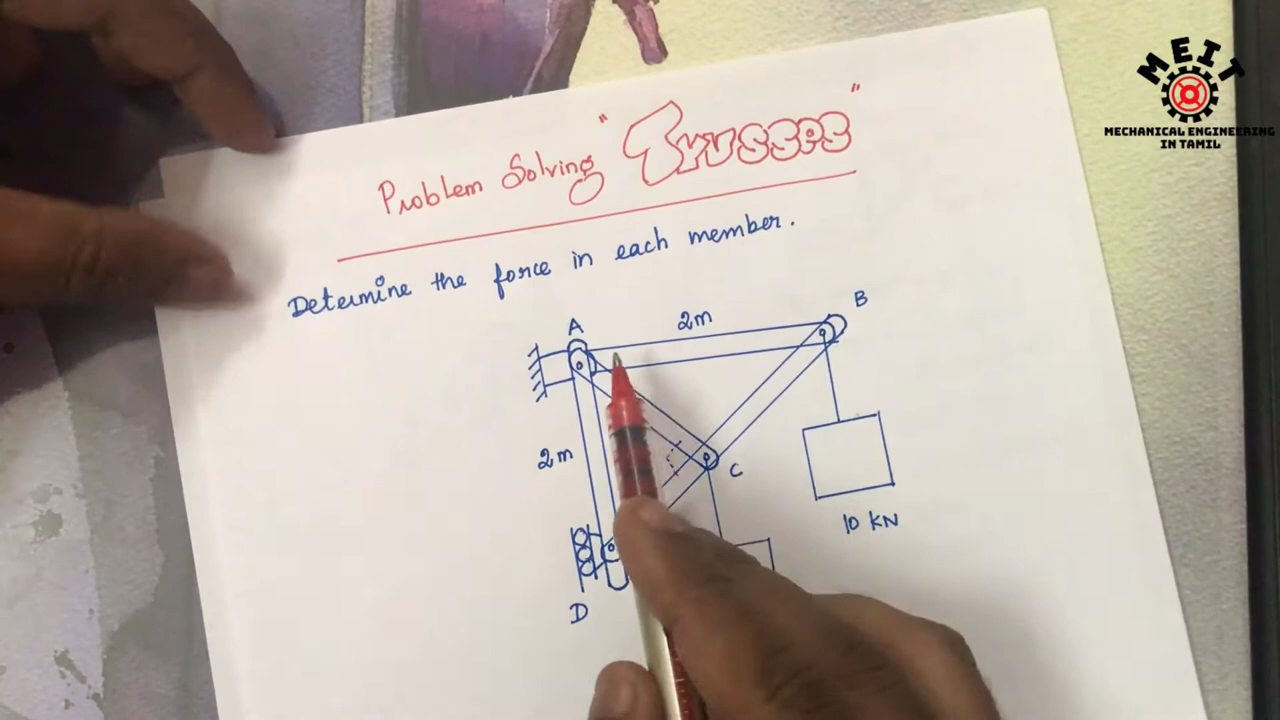 MEIT
MECHANICAL ENGINEERING
IN TAMIL
Problem Solving "Trusses"
Determine the force in each member.
A
2m
B
2m
C
10 KN
D